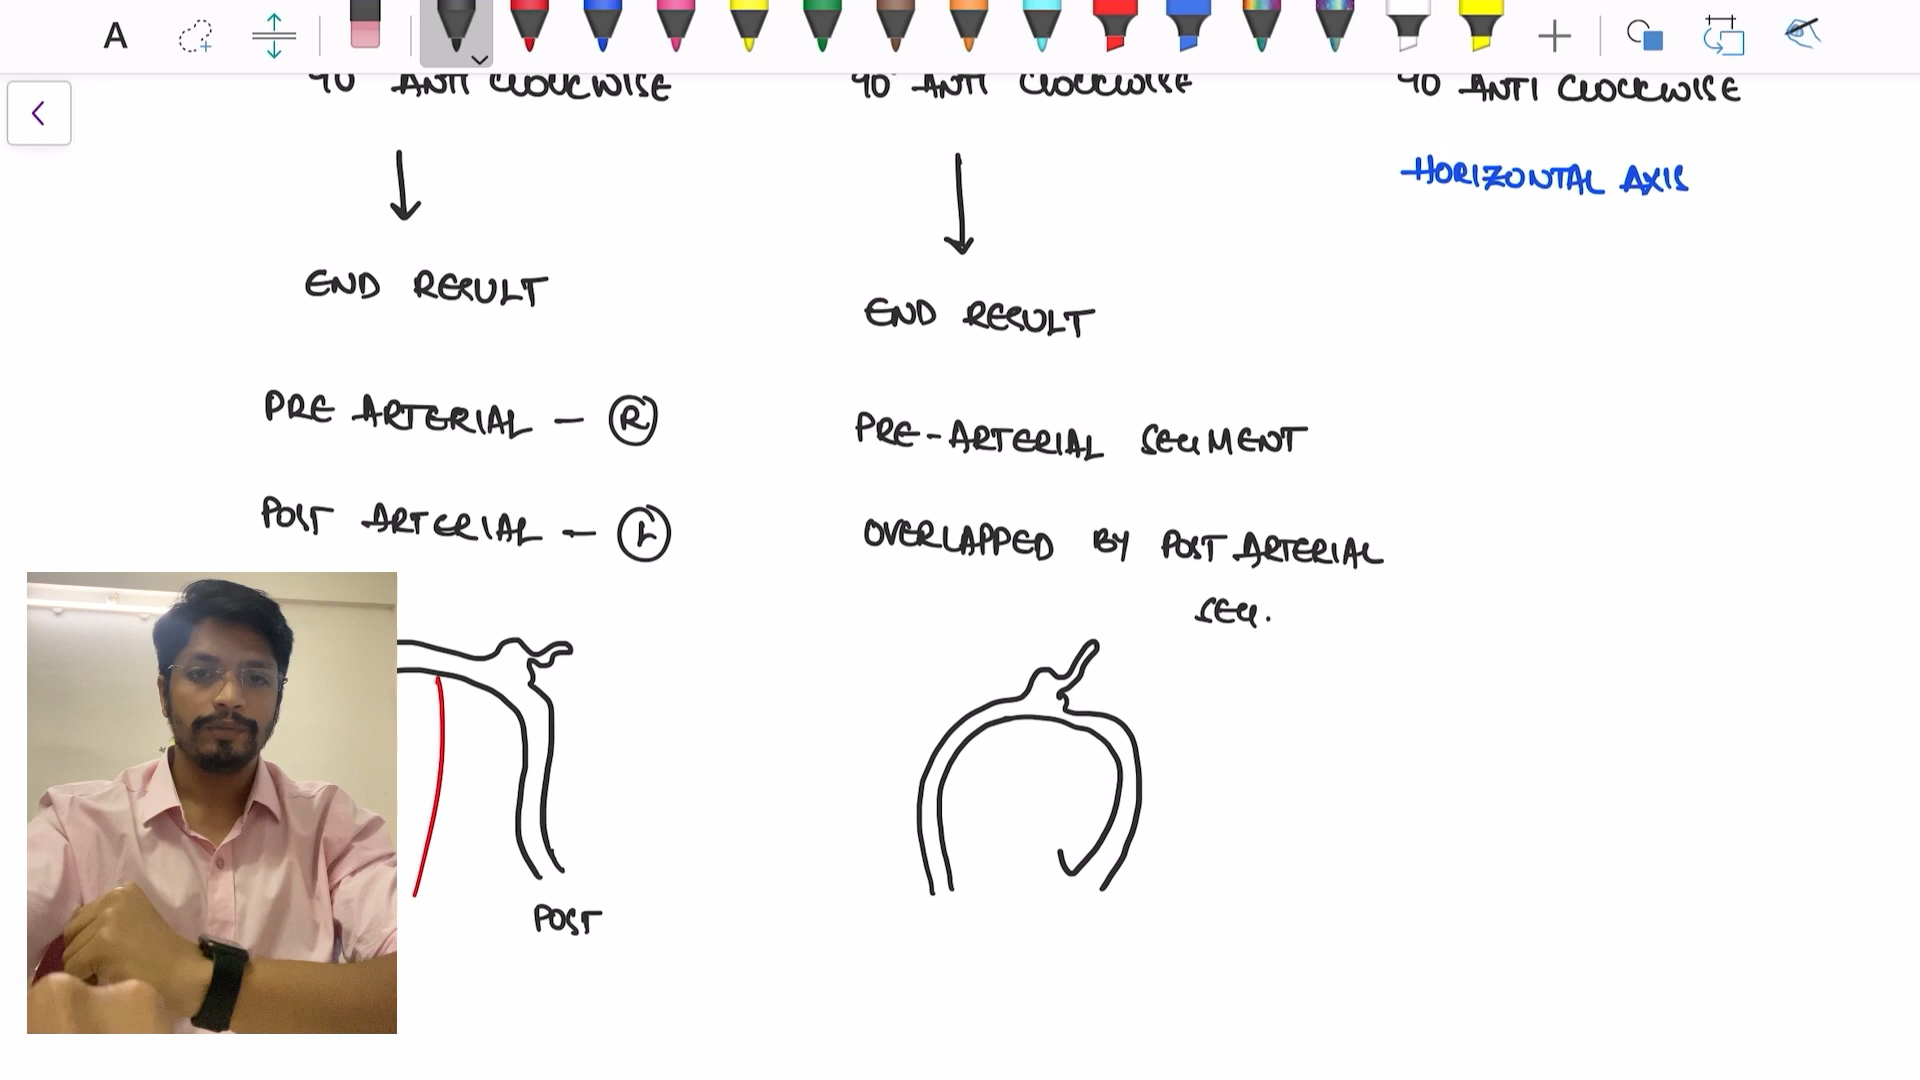 A
90 ANTI CLOCKWISE
90° ANTI CLOCKWISE
90 ANTI CLOCKWISE
HORIZONTAL AXIS
END RESULT
END RESULT
PRE ARTERIAL – R
POST ARTERIAL – L
PRE-ARTERIAL SEGMENT
OVERLAPPED BY POST ARTERIAL
SEG.
POST